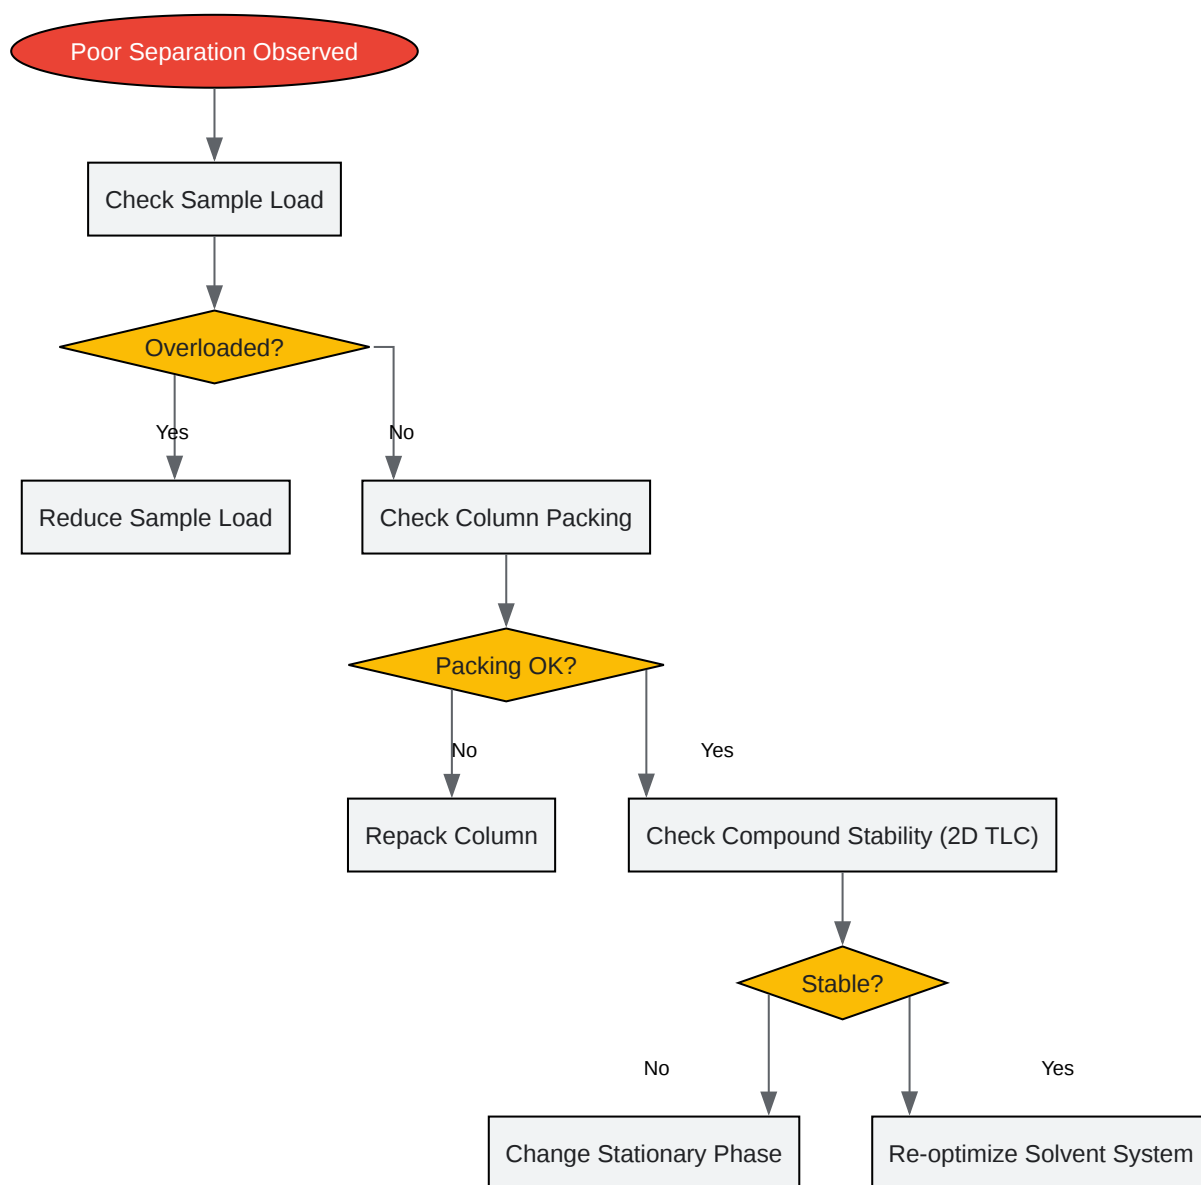 Poor Separation Observed
Check Sample Load
Overloaded?
Yes
No
Reduce Sample Load
Check Column Packing
Packing OK?
No
Yes
Repack Column
Check Compound Stability (2D TLC)
Stable?
No
Yes
Change Stationary Phase
Re-optimize Solvent System